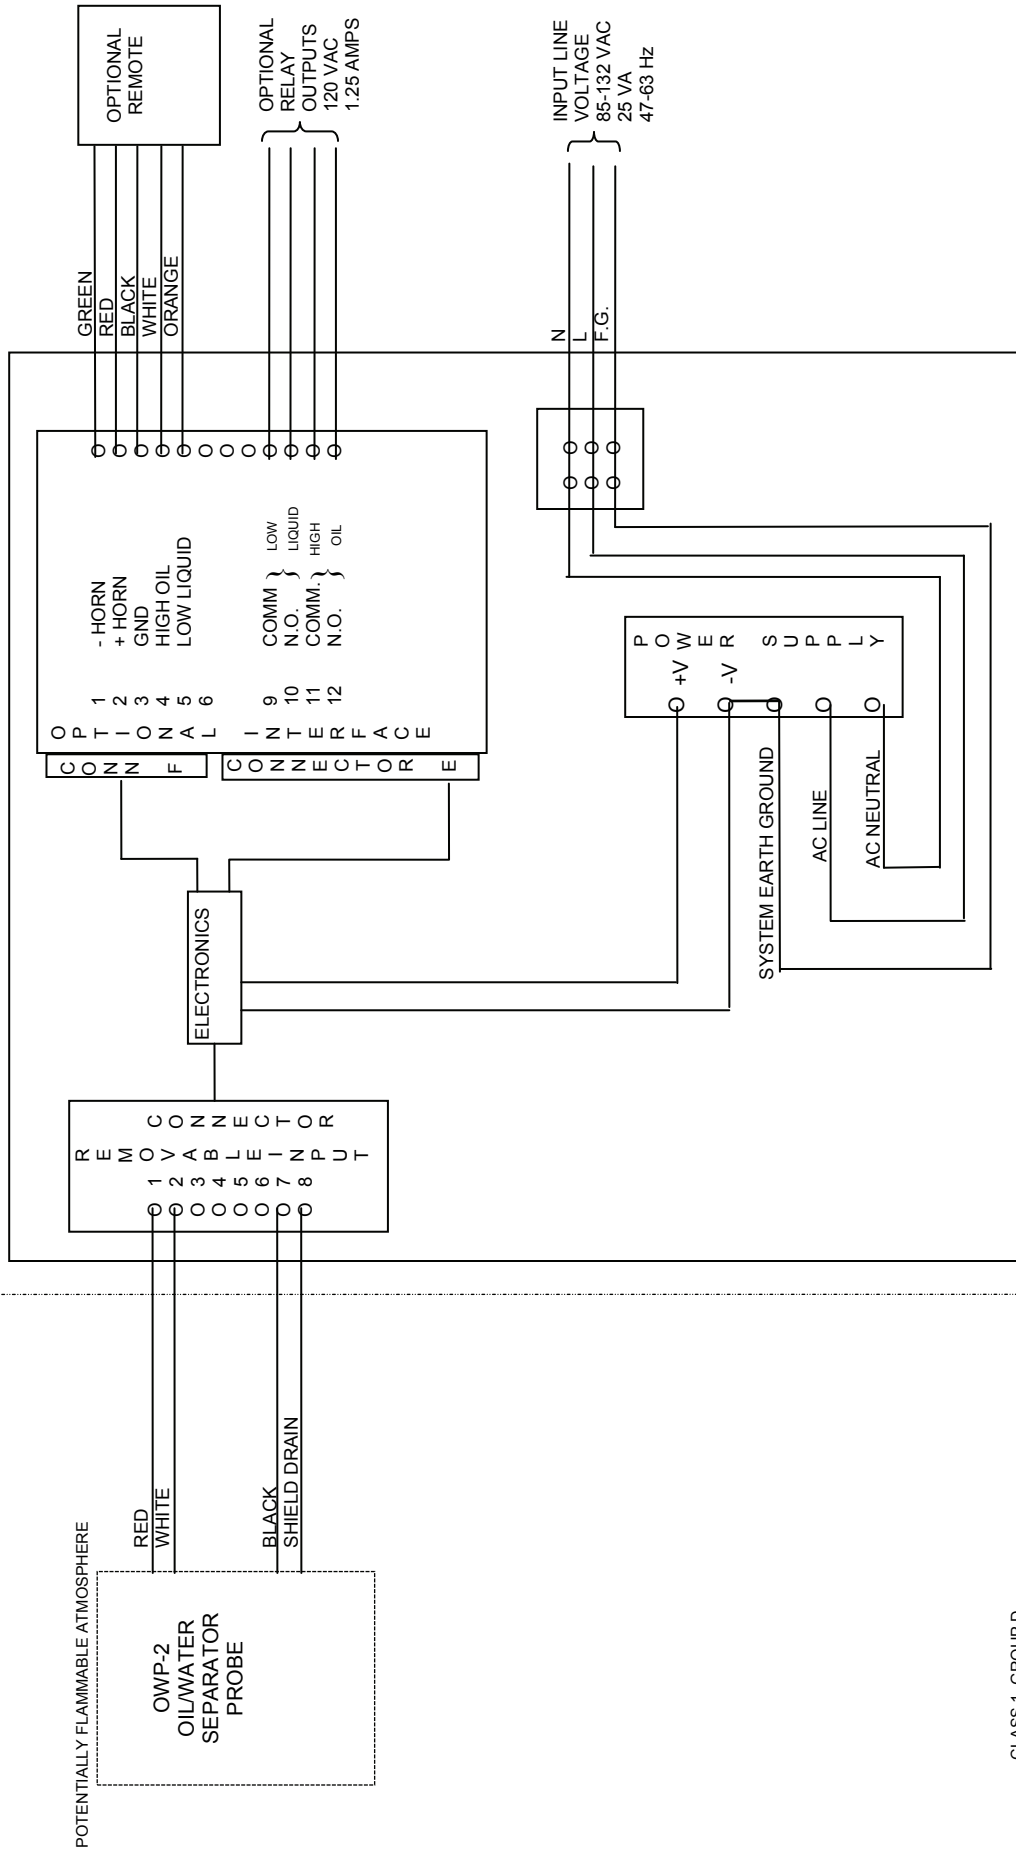 POTENTIALLY FLAMMABLE ATMOSPHERE
OWP-2
OIL/WATER
SEPARATOR
PROBE
RED
WHITE
BLACK
SHIELD DRAIN
1
2
3
4
5
6
7
8
REMOVABLE INPUT
CONNECTOR
ELECTRONICS
CONN F
CONNECTOR E
OPTIONAL INTERFACE
1 - HORN
2 + HORN
3 GND
4 HIGH OIL
5 LOW LIQUID
6
9 COMM } LOW
10 N.O. LIQUID
11 COMM. } HIGH
12 N.O. OIL
GREEN
RED
BLACK
WHITE
ORANGE
OPTIONAL
REMOTE
OPTIONAL
RELAY
OUTPUTS
120 VAC
1.25 AMPS
SYSTEM EARTH GROUND
AC LINE
AC NEUTRAL
+V
-V
POWER SUPPLY
N
L
F.G.
INPUT LINE
VOLTAGE
85-132 VAC
25 VA
47-63 Hz
CLASS 1, GROUP D